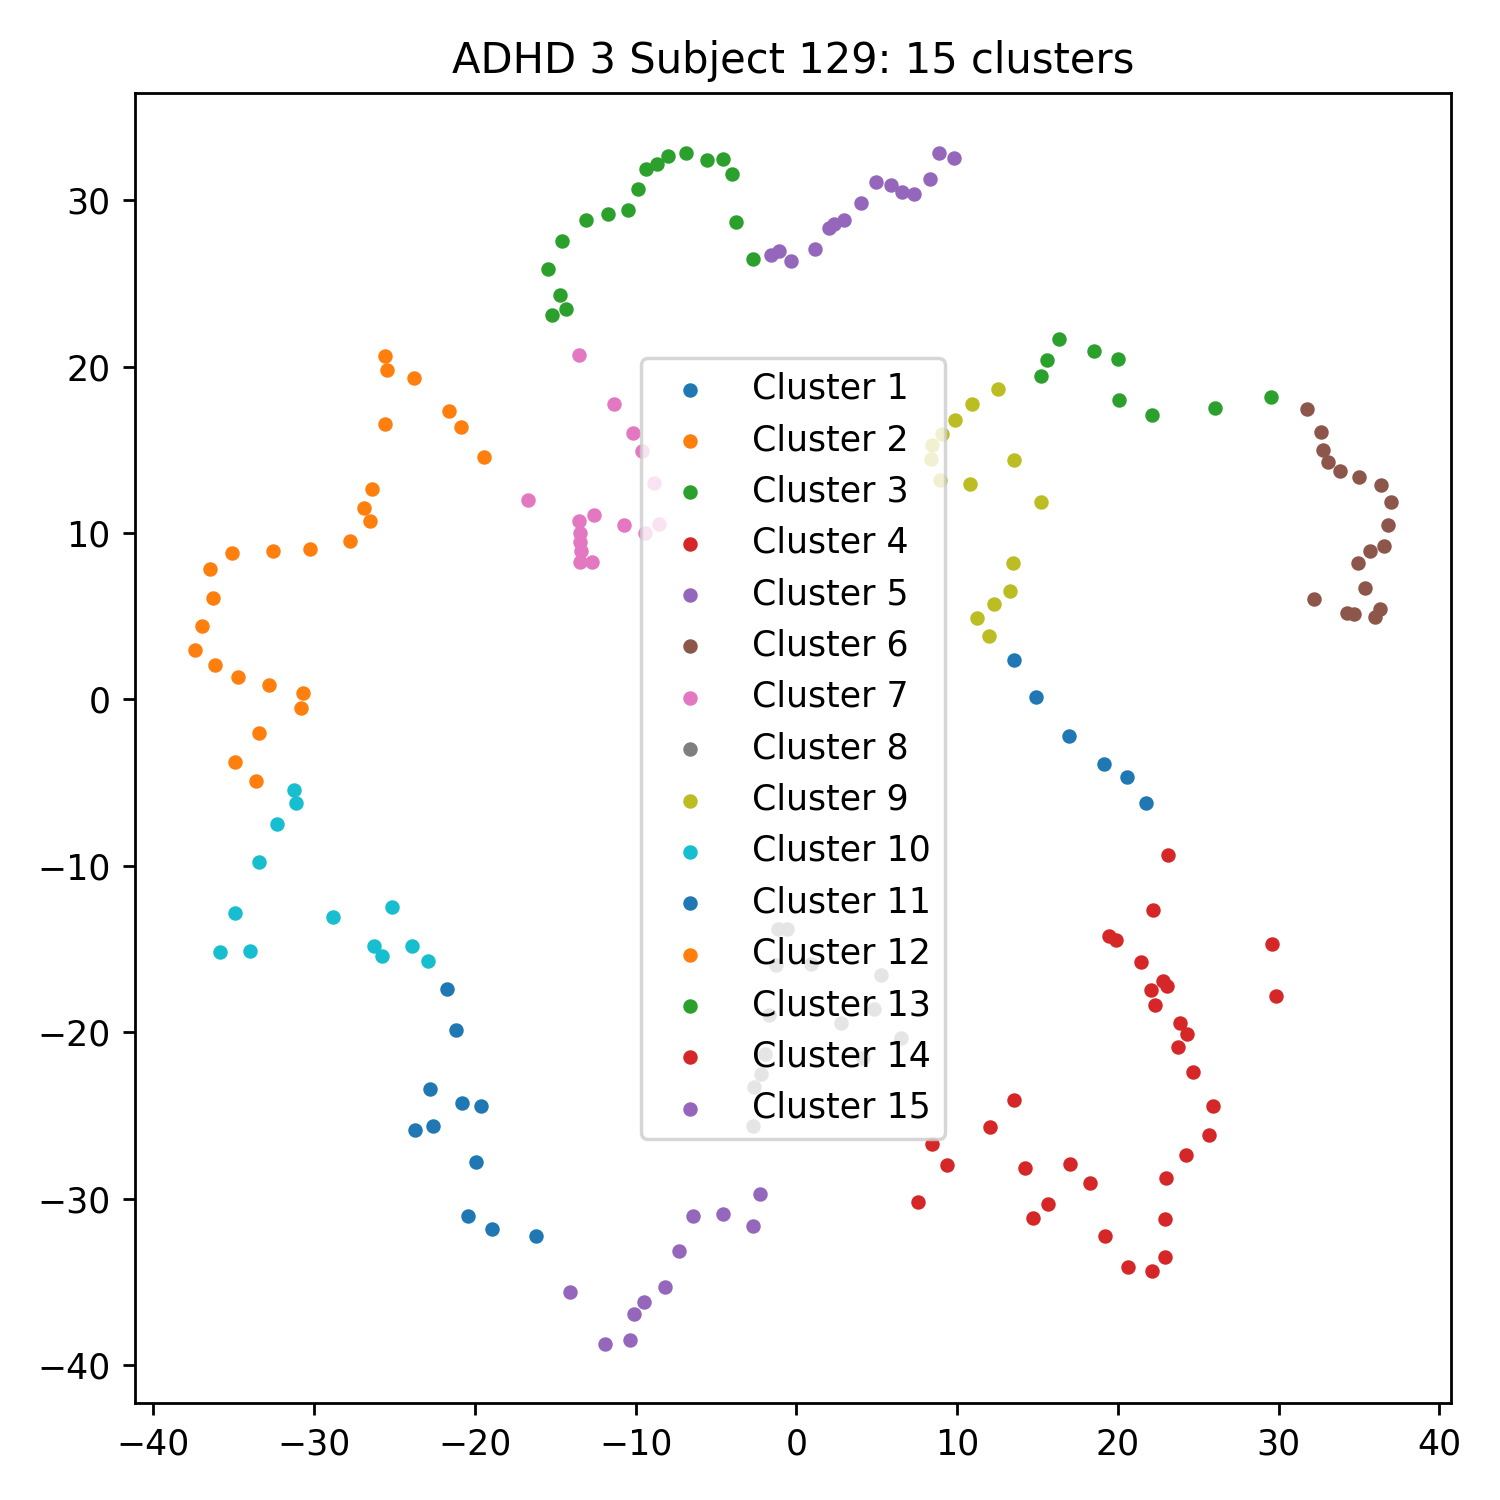 ADHD 3 Subject 129: 15 clusters
30
20
10
0
−10
−20
−30
−40
Cluster 1
Cluster 2
Cluster 3
Cluster 4
Cluster 5
Cluster 6
Cluster 7
Cluster 8
Cluster 9
Cluster 10
Cluster 11
Cluster 12
Cluster 13
Cluster 14
Cluster 15
−40 −30 −20 −10 0 10 20 30 40